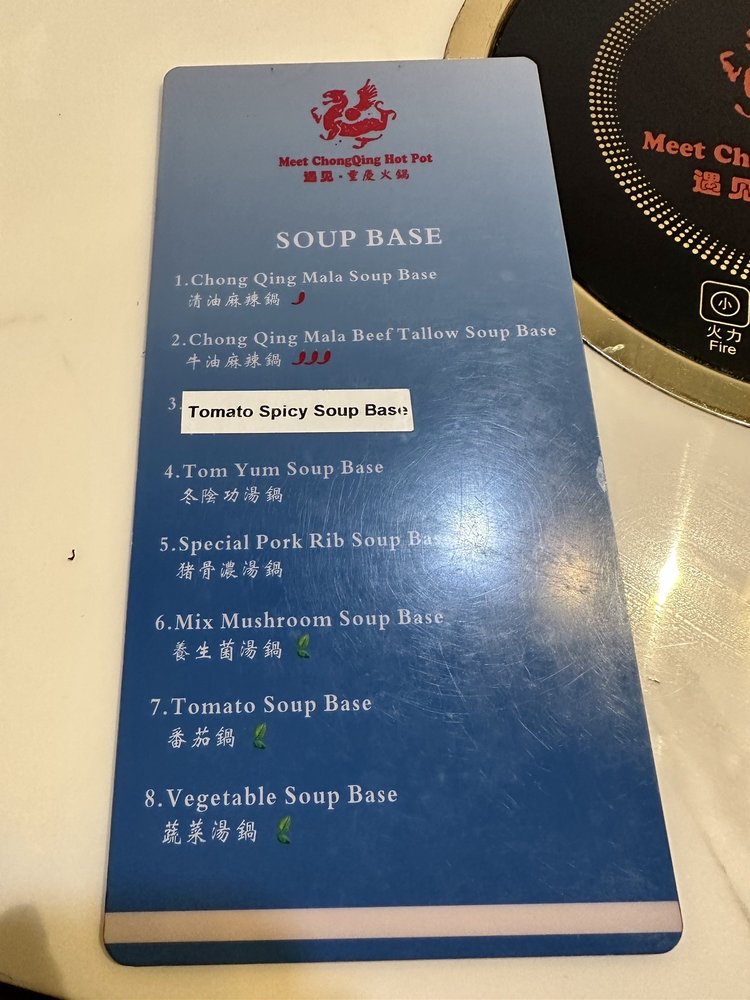 Meet ChongQing Hot Pot
遇见·重慶火鍋
SOUP BASE
1.Chong Qing Mala Soup Base
清油麻辣鍋
2.Chong Qing Mala Beef Tallow Soup Base
牛油麻辣鍋
3.
Tomato Spicy Soup Base
4.Tom Yum Soup Base
冬陰功湯鍋
5.Special Pork Rib Soup Base
猪骨濃湯鍋
6.Mix Mushroom Soup Base
養生菌湯鍋
7.Tomato Soup Base
番茄鍋
8.Vegetable Soup Base
蔬菜湯鍋
Meet Ch
遇见
小
火力
Fire